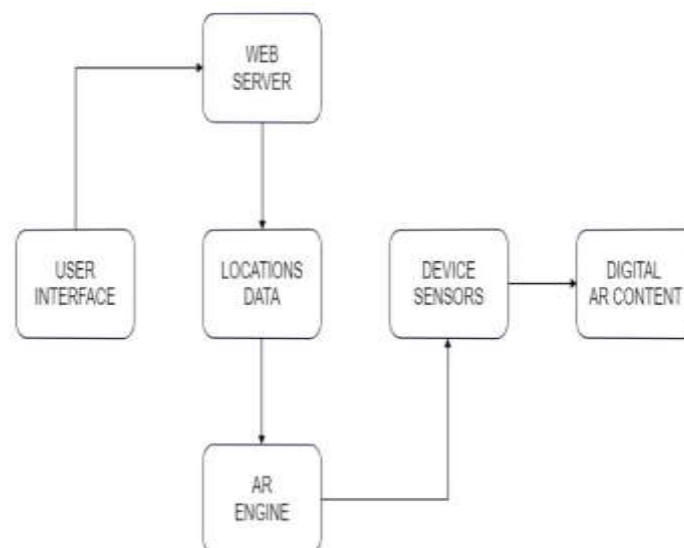 WEB
SERVER
USER
INTERFACE
LOCATIONS
DATA
DEVICE
SENSORS
DIGITAL
AR CONTENT
AR
ENGINE